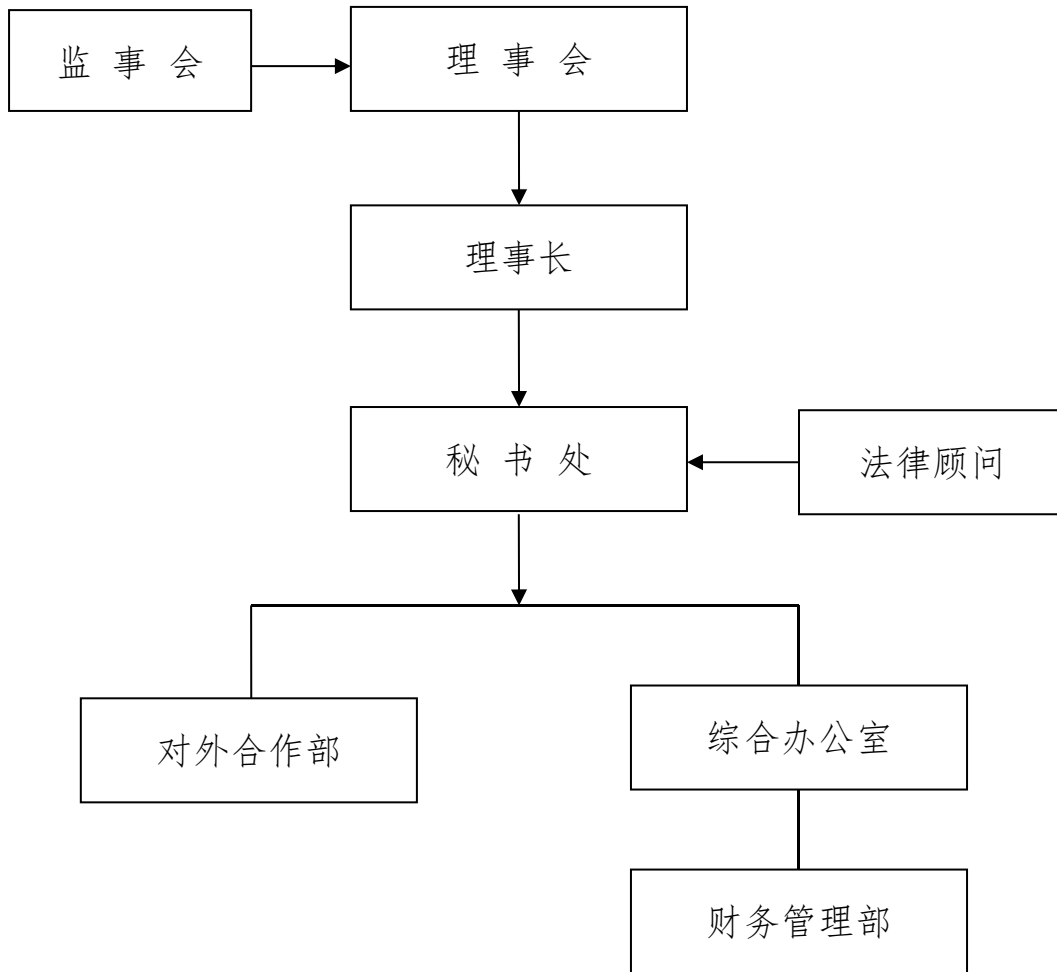 监 事 会
理 事 会
理事长
秘 书 处
法律顾问
对外合作部
综合办公室
财务管理部